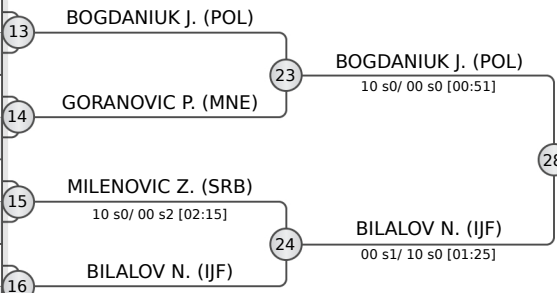 BOGDANIUK J. (POL)
13
BOGDANIUK J. (POL)
23
10 s0/ 00 s0 [00:51]
GORANOVIC P. (MNE)
14
28
MILENOVIC Z. (SRB)
15
10 s0/ 00 s2 [02:15]
BILALOV N. (IJF)
24
00 s1/ 10 s0 [01:25]
BILALOV N. (IJF)
16